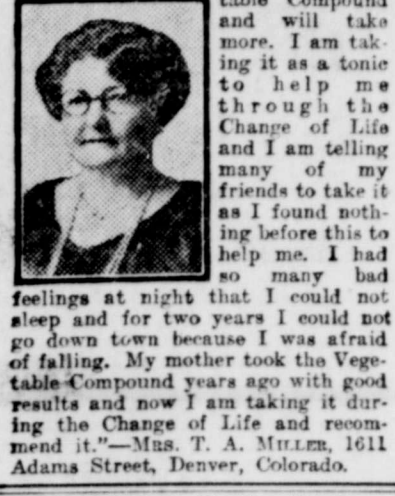 table Compound
and will take
more. I am tak-
ing it as a tonic
to help me
through the
Change of Life
and I am telling
many of my
friends to take it
as I found noth-
ing before this to
help me. I had
so many bad
feelings at night that I could not
sleep and for two years I could not
go down town because I was afraid
of falling. My mother took the Vege-
table Compound years ago with good
results and now I am taking it dur-
ing the Change of Life and recom-
mend it."—MRS. T. A. MILLER, 1611
Adams Street, Denver, Colorado.